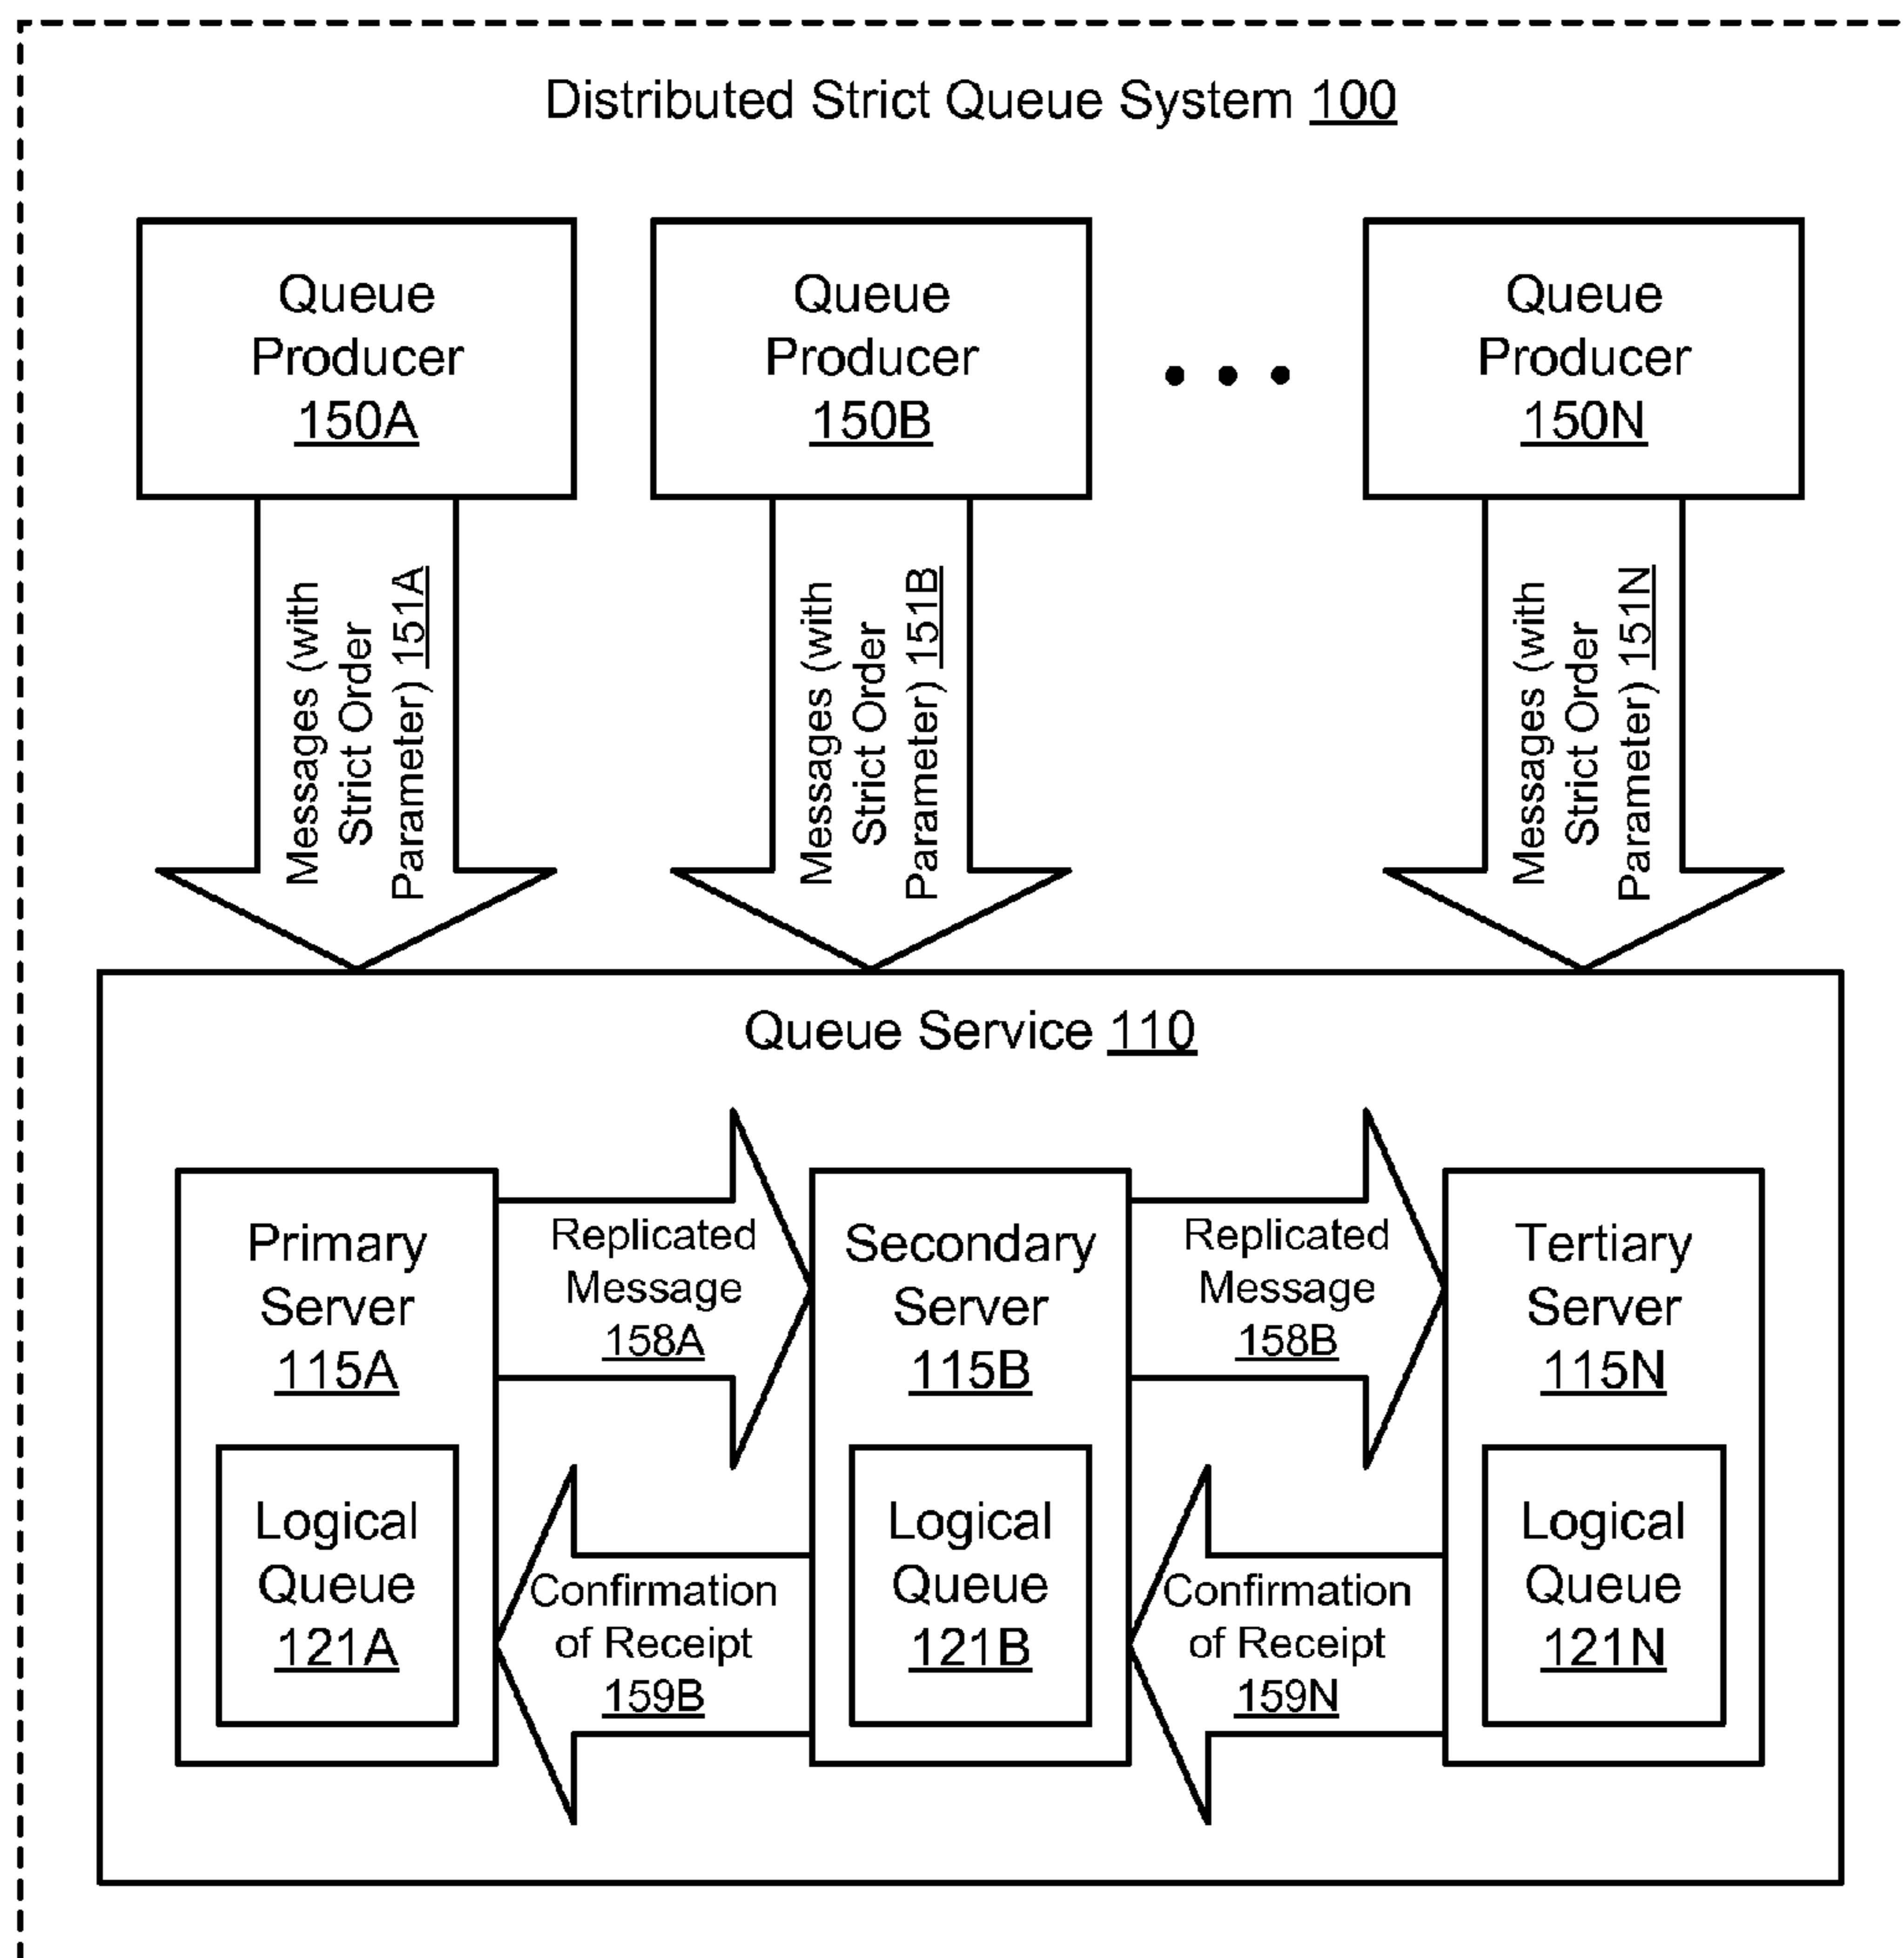 Distributed Strict Queue System 100
Queue
Producer
150A
Queue
Producer
150B
Queue
Producer
150N
Messages (with
Strict Order
Parameter) 151A
Messages (with
Strict Order
Parameter) 151B
Messages (with
Strict Order
Parameter) 151N
Queue Service 110
Primary
Server
115A
Replicated
Message
158A
Secondary
Server
115B
Replicated
Message
158B
Tertiary
Server
115N
Logical
Queue
121A
Confirmation
of Receipt
159B
Logical
Queue
121B
Confirmation
of Receipt
159N
Logical
Queue
121N